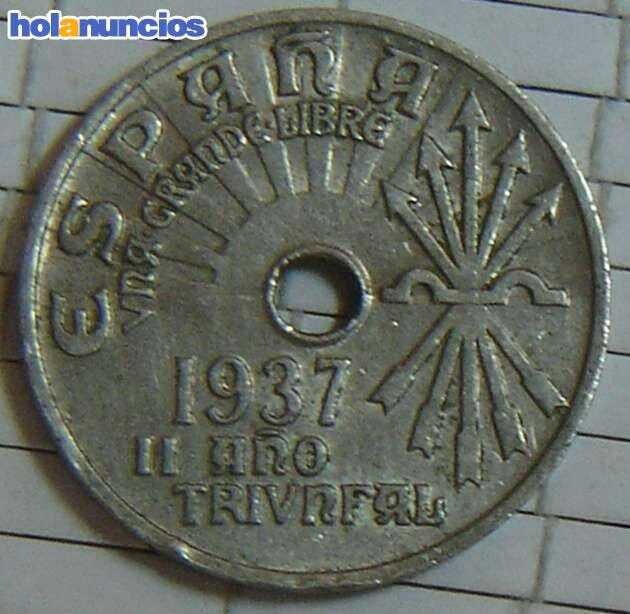 holanuncios
ESPAÑA
VNA·GRANDE·LIBRE
1937
II AÑO
TRIVNFAL